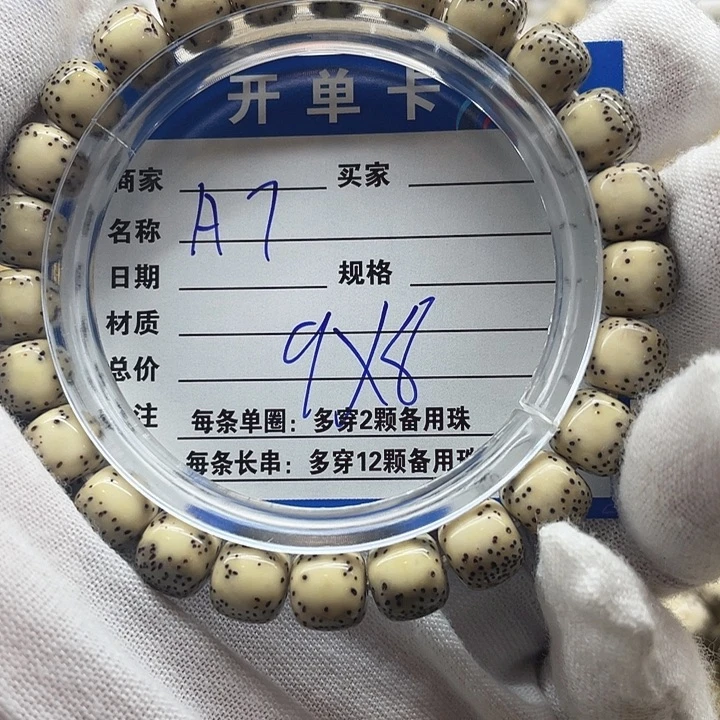 开单卡
商家 买家
名称 A7
日期 规格
材质 9X8
总价
注 每条单圈：多穿2颗备用珠
每条长串：多穿12颗备用珠